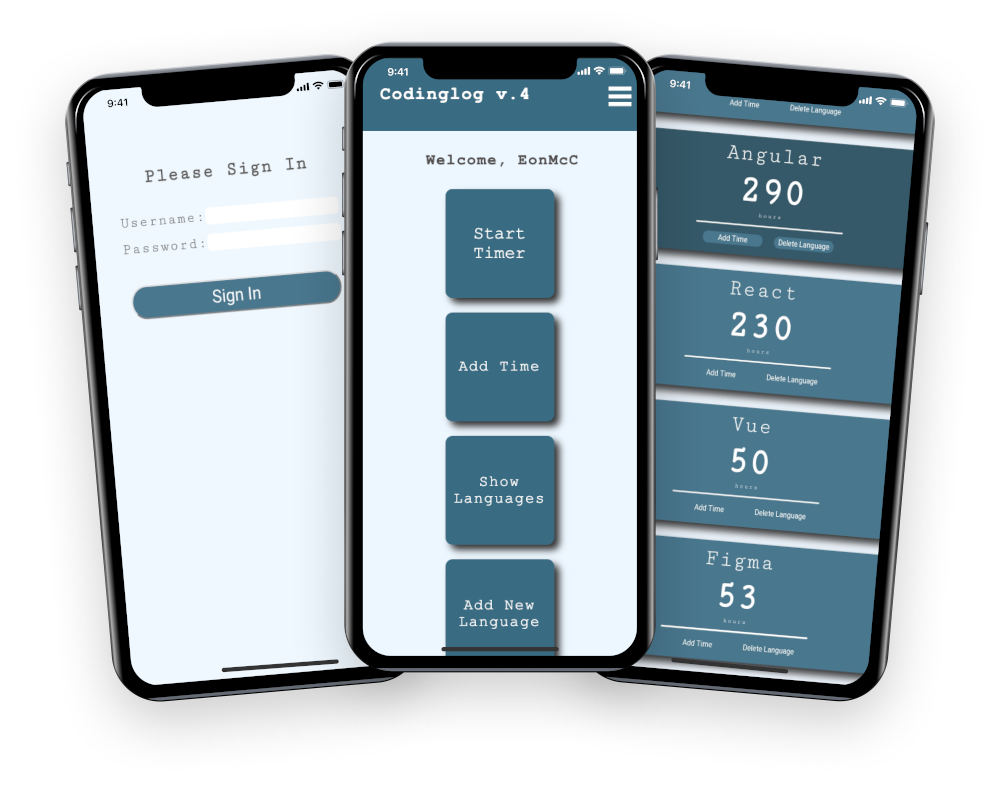 9:41
Please Sign In
Username:
Password:
Sign In
9:41
Codinglog v.4
Welcome, EonMcC
Start
Timer
Add Time
Show
Languages
Add New
Language
9:41
Add Time Delete Language
Angular
290
hours
Add Time Delete Language
React
230
hours
Add Time Delete Language
Vue
50
hours
Add Time Delete Language
Figma
53
hours
Add Time Delete Language